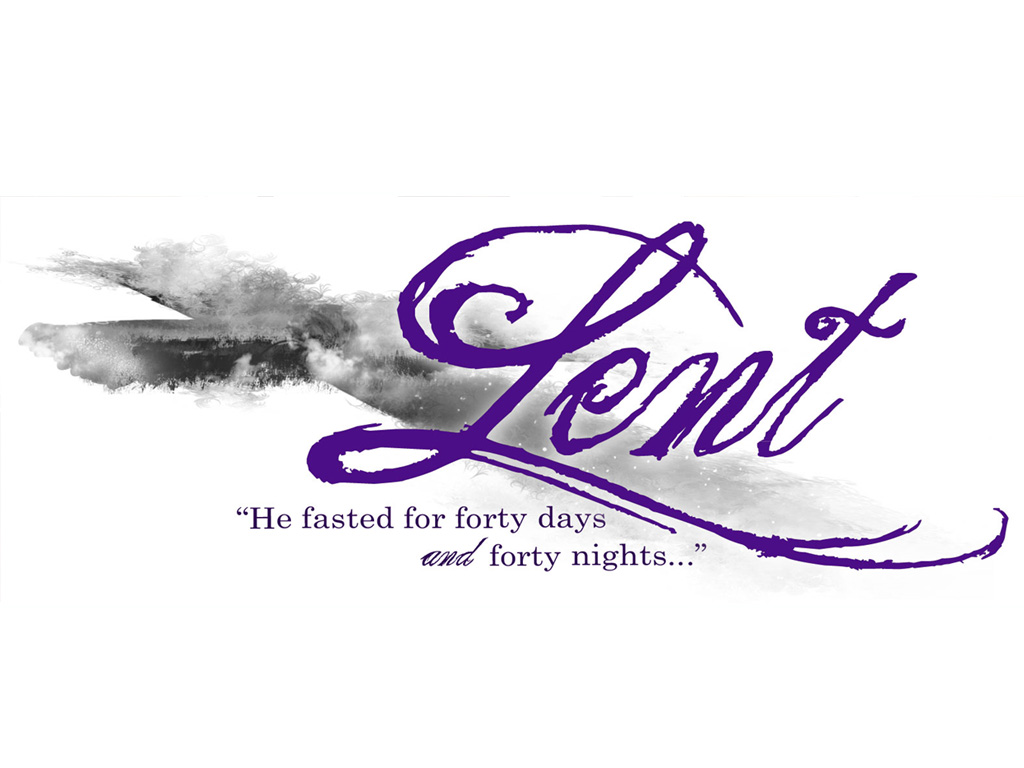 Lent
“He fasted for forty days
and forty nights...”